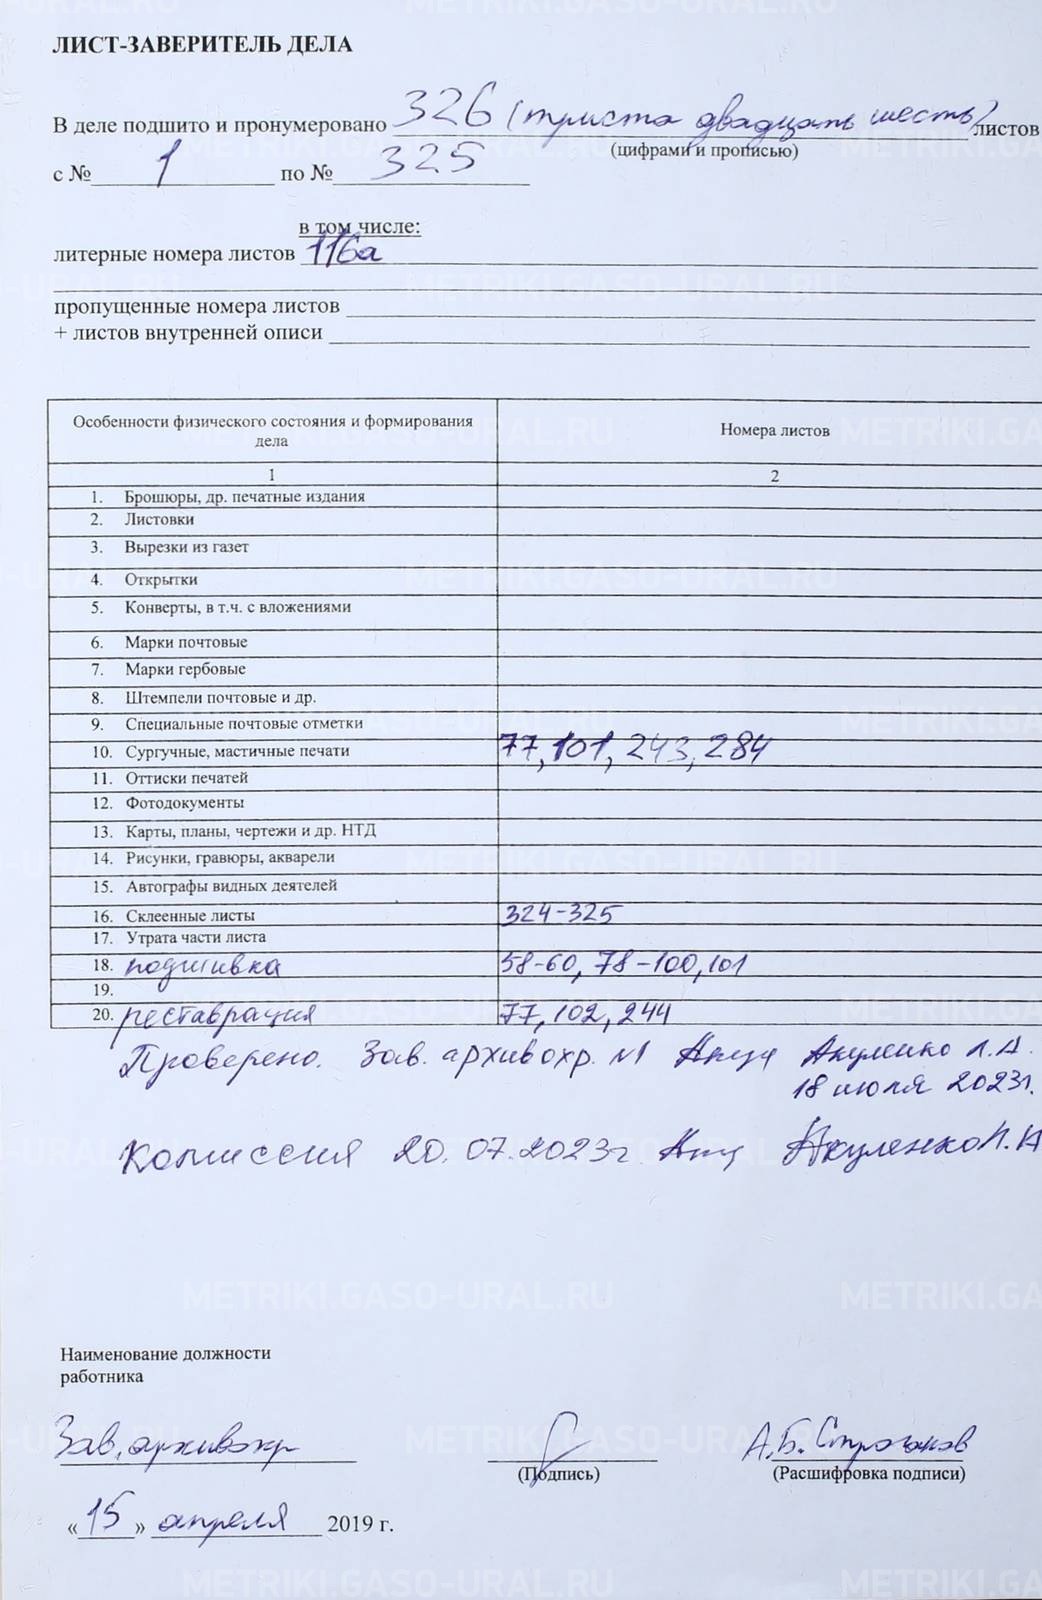 ЛИСТ-ЗАВЕРИТЕЛЬ ДЕЛА
В деле подшито и пронумеровано 326 (триста двадцать шесть) листов
(цифрами и прописью)
с № 1 по № 325
в том числе:
литерные номера листов 116а
пропущенные номера листов
+ листов внутренней описи
Особенности физического состояния и формирования дела Номера листов
1 2
1. Брошюры, др. печатные издания
2. Листовки
3. Вырезки из газет
4. Открытки
5. Конверты, в т.ч. с вложениями
6. Марки почтовые
7. Марки гербовые
8. Штемпели почтовые и др.
9. Специальные почтовые отметки
10. Сургучные, мастичные печати 77, 101, 243, 284
11. Оттиски печатей
12. Фотодокументы
13. Карты, планы, чертежи и др. НТД
14. Рисунки, гравюры, акварели
15. Автографы видных деятелей
16. Склеенные листы 324-325
17. Утрата части листа
18. подшивка 58-60, 78-100, 101
19.
20. реставрация 77, 102, 244
Проверено. Зав. архивохр. №1 Акуленко Л.А.
18 июля 2023г.
Комиссия 20.07.2023г Акуленко Л.А
Наименование должности
работника
Зав. архивохр А.Б. Строганов
(Подпись) (Расшифровка подписи)
«15» апреля 2019 г.
METRIKI.GASO-URAL.RU